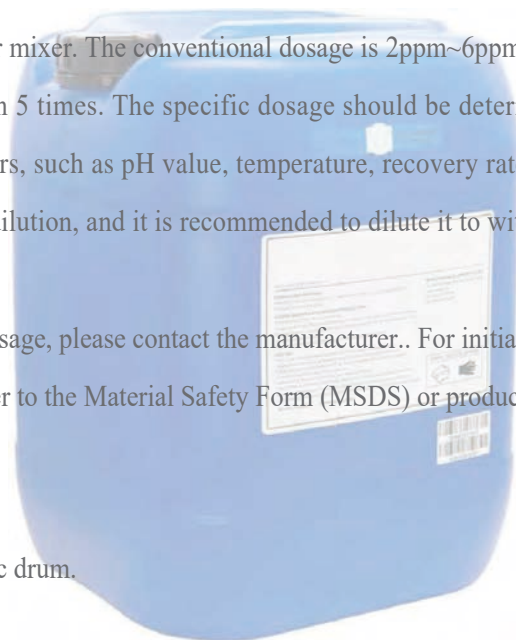 r mixer. The conventional dosage is 2ppm~6ppm
n 5 times. The specific dosage should be deter
rs, such as pH value, temperature, recovery rat
dilution, and it is recommended to dilute it to wi
sage, please contact the manufacturer.. For initia
er to the Material Safety Form (MSDS) or produc
c drum.